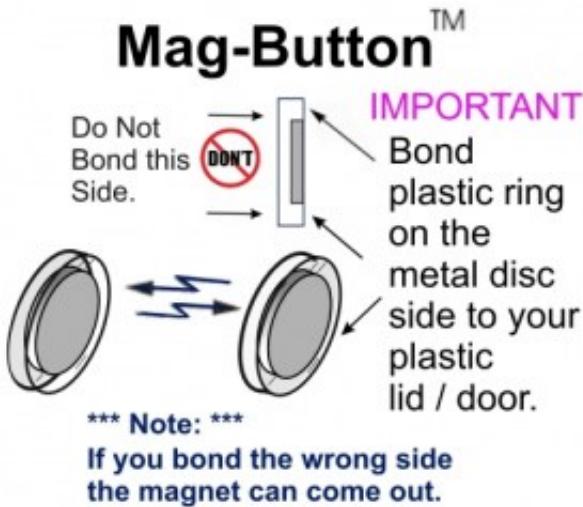 Mag-Button™
Do Not
Bond this
Side.
DON'T
IMPORTANT
Bond
plastic ring
on the
metal disc
side to your
plastic
lid / door.
*** Note: ***
If you bond the wrong side
the magnet can come out.